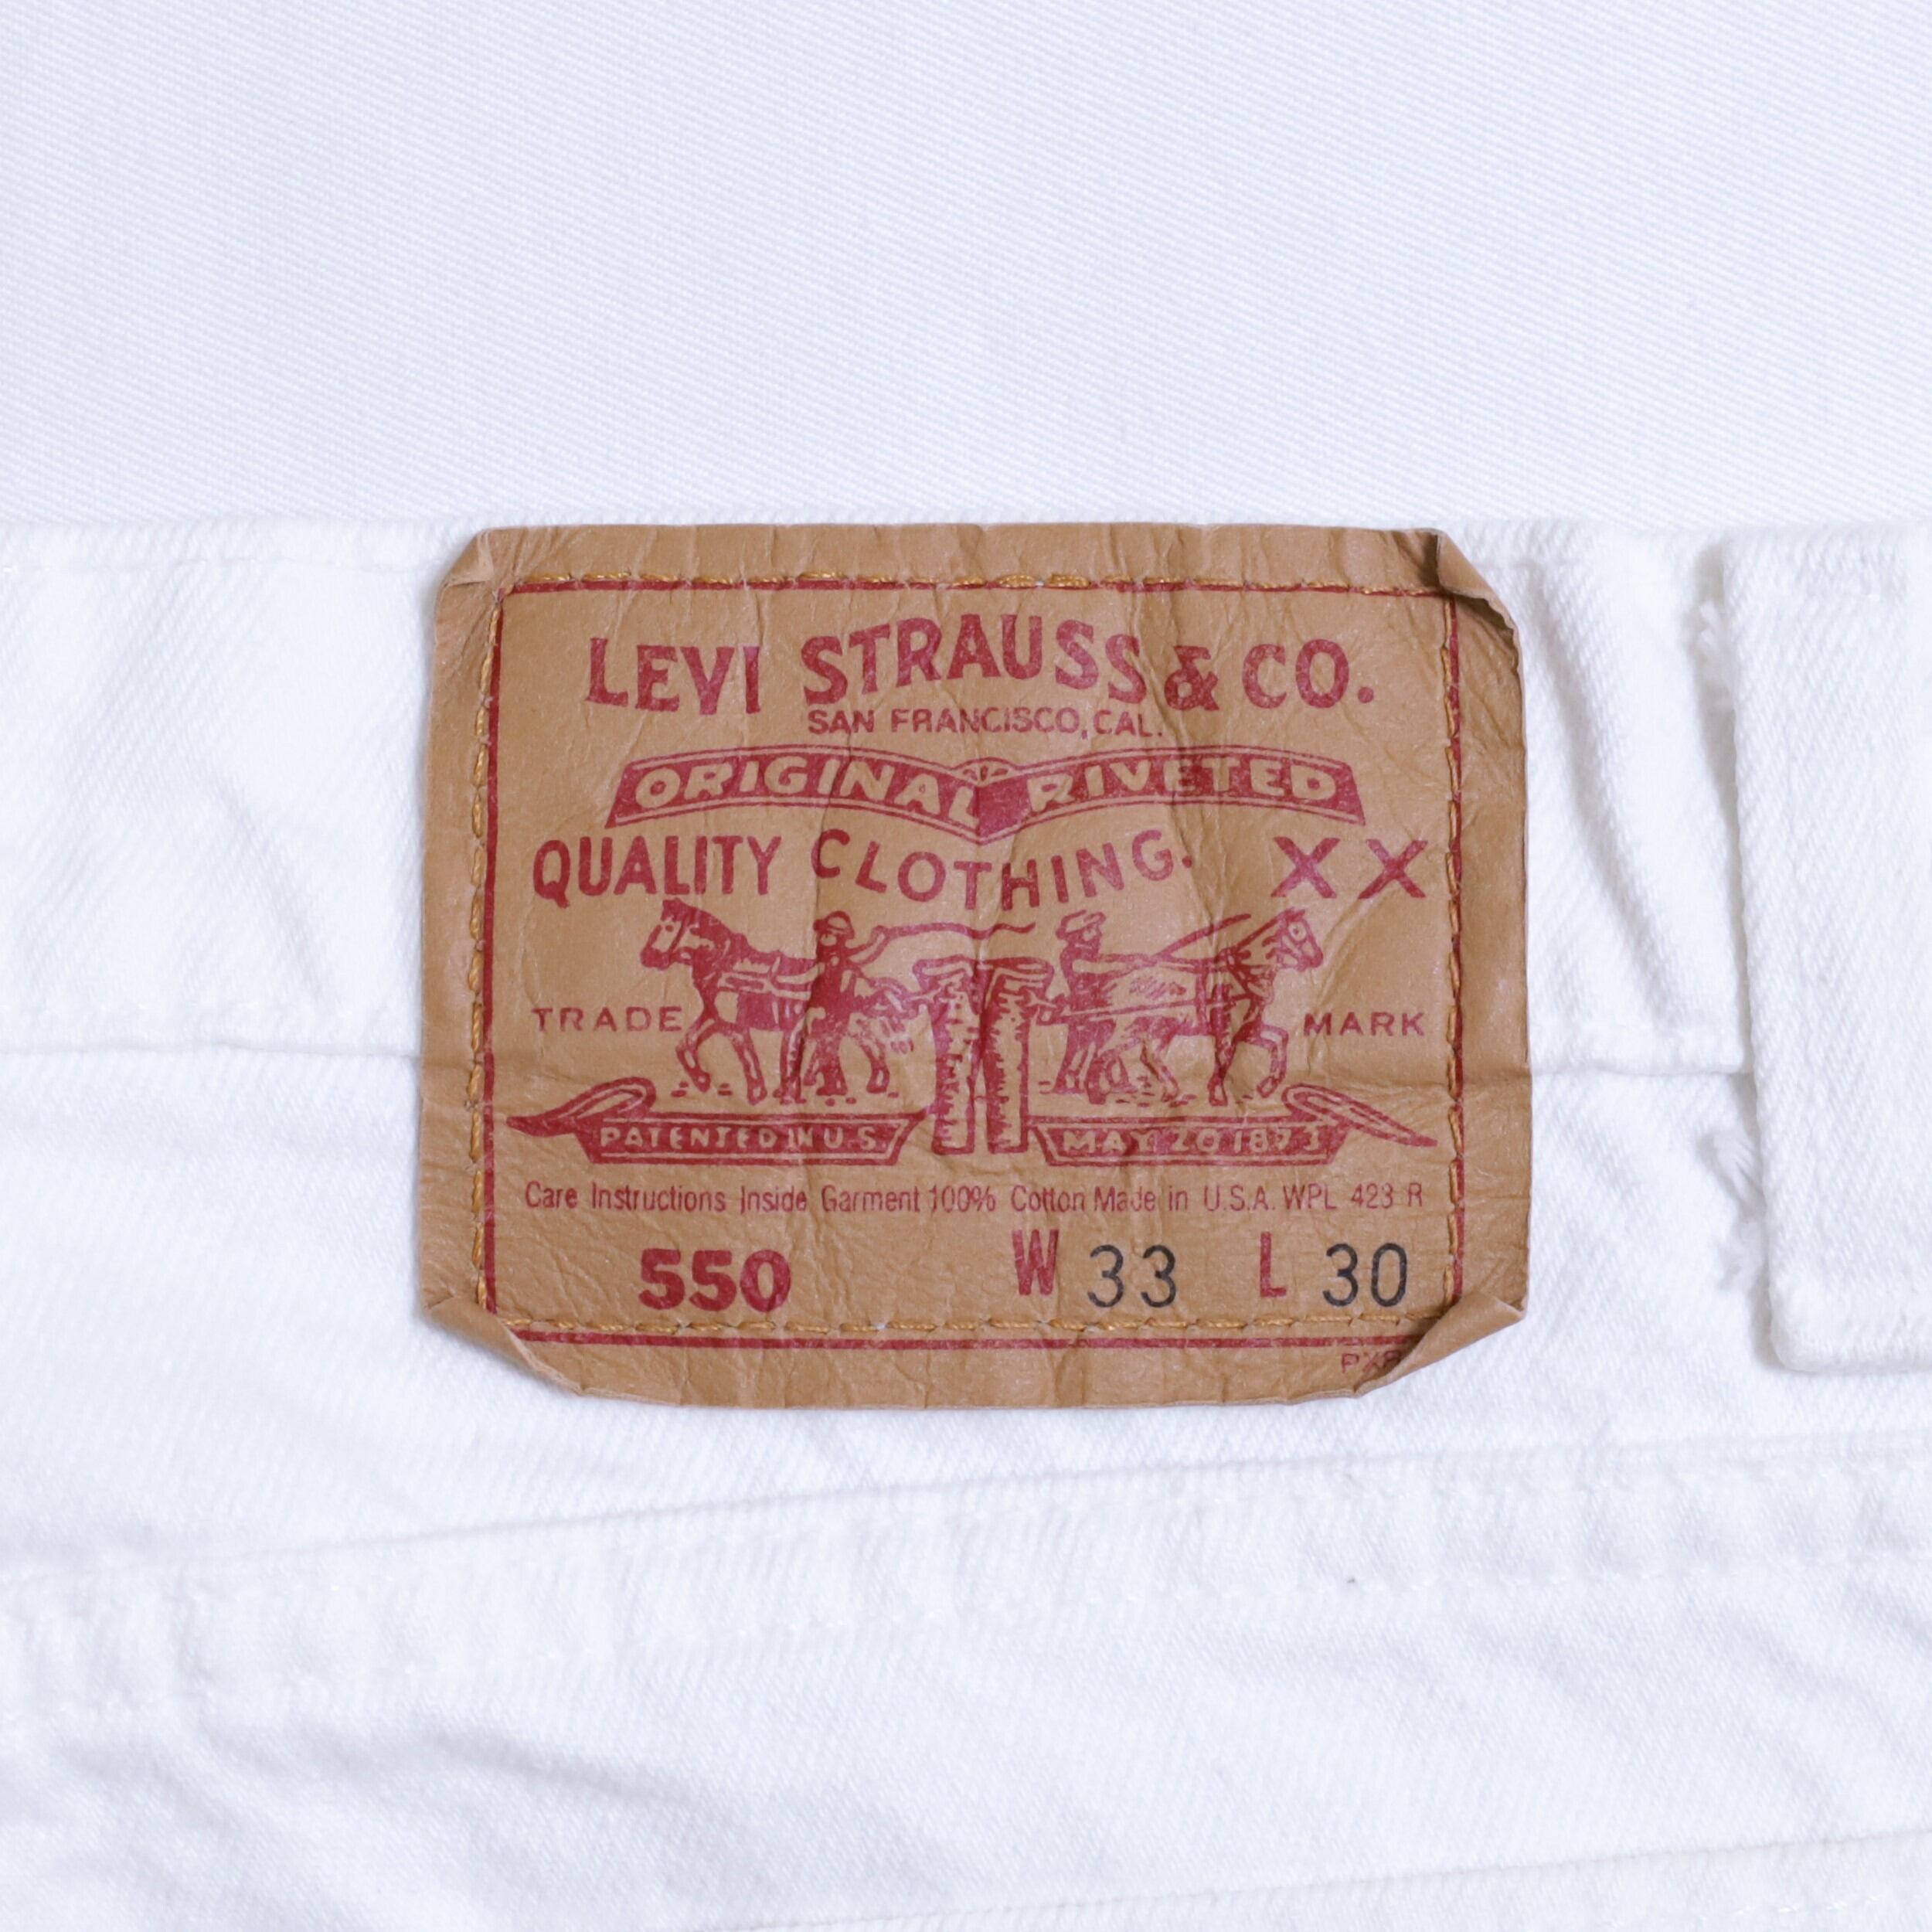 LEVI STRAUSS & CO.
SAN FRANCISCO, CAL.
ORIGINAL RIVETED
QUALITY CLOTHING. XX
TRADE MARK
PATENTED IN U.S. MAY 20 1873
Care Instructions Inside Garment 100% Cotton Made in U.S.A. WPL 423 R
550 W 33 L 30